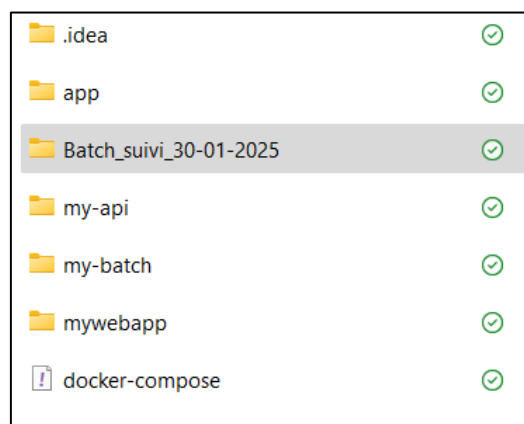 .idea
app
Batch_suivi_30-01-2025
my-api
my-batch
mywebapp
docker-compose